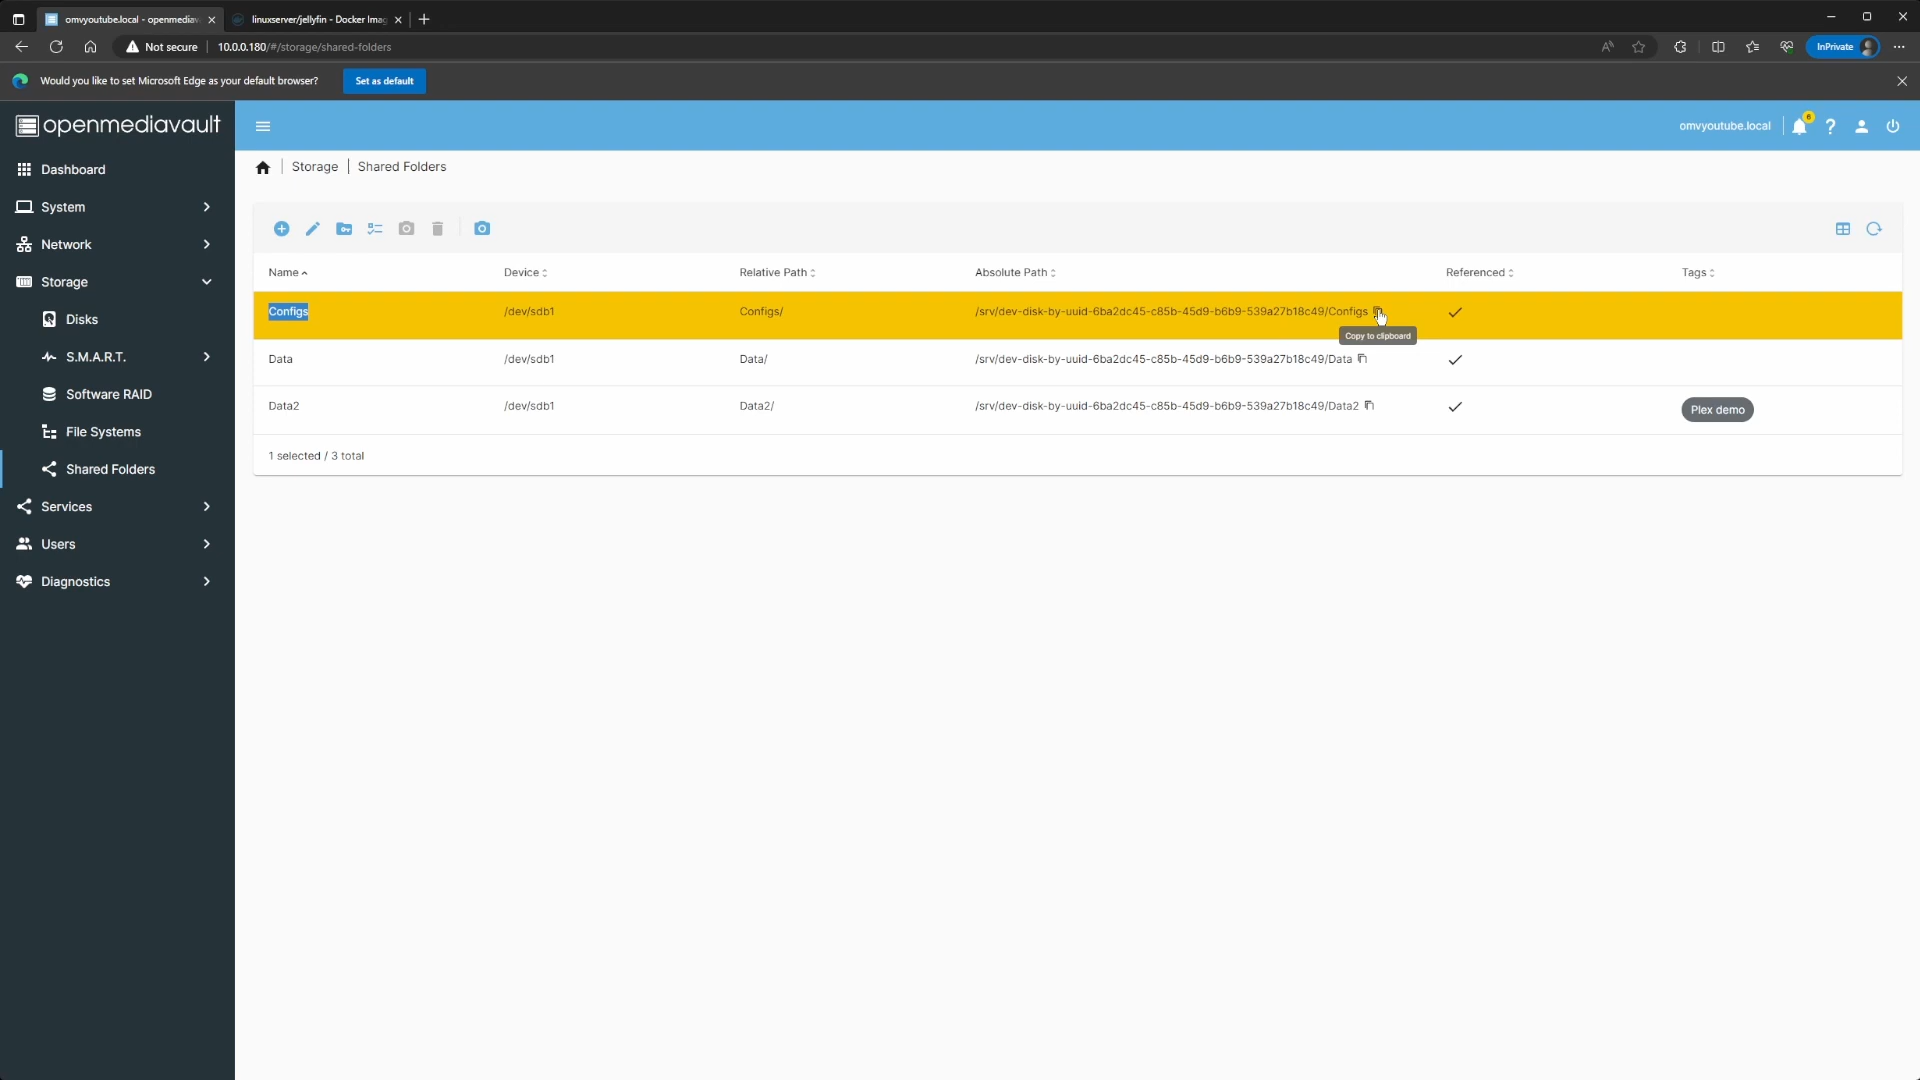 omvyoutube.local - openmediav
linuxserver/jellyfin - Docker Imag
Not secure
10.0.0.180/#/storage/shared-folders
InPrivate
Would you like to set Microsoft Edge as your default browser?
Set as default
openmediavault
omvyoutube.local
6
?
Dashboard
System
Network
Storage
Disks
S.M.A.R.T.
Software RAID
File Systems
Shared Folders
Services
Users
Diagnostics
Storage | Shared Folders
Name Device Relative Path Absolute Path Referenced Tags
Configs /dev/sdb1 Configs/ /srv/dev-disk-by-uuid-6ba2dc45-c85b-45d9-b6b9-539a27b18c49/Configs
Copy to clipboard
Data /dev/sdb1 Data/ /srv/dev-disk-by-uuid-6ba2dc45-c85b-45d9-b6b9-539a27b18c49/Data
Data2 /dev/sdb1 Data2/ /srv/dev-disk-by-uuid-6ba2dc45-c85b-45d9-b6b9-539a27b18c49/Data2 Plex demo
1 selected / 3 total